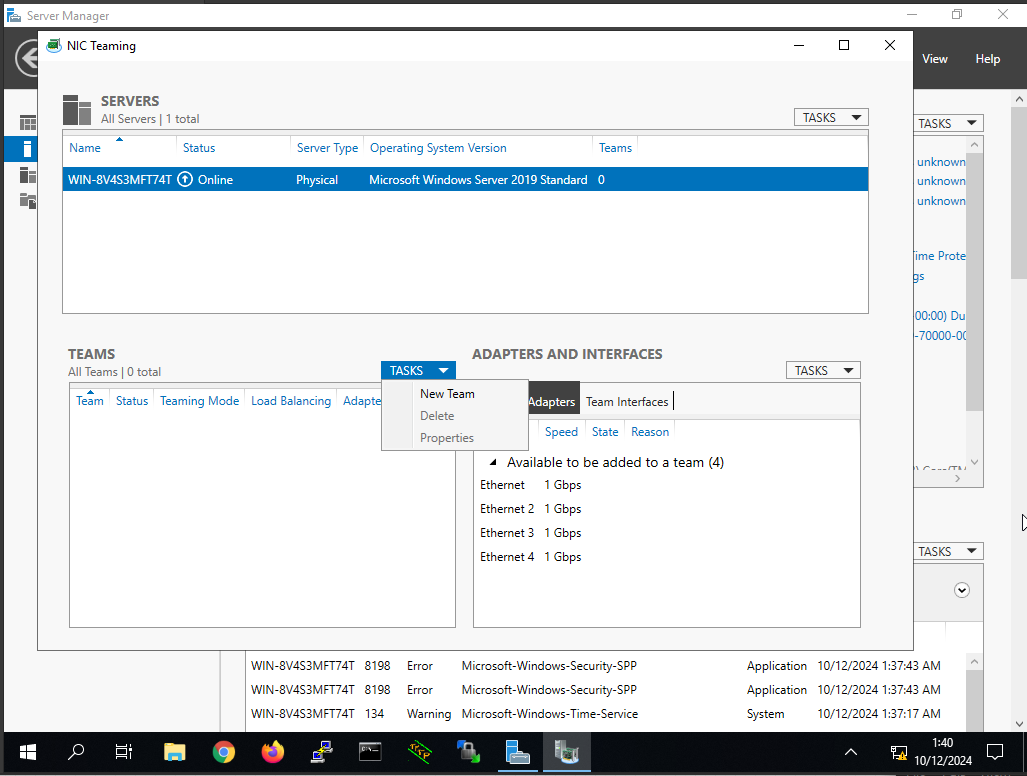 Server Manager
NIC Teaming
View Help
SERVERS
All Servers | 1 total
TASKS
Name Status Server Type Operating System Version Teams
WIN-8V4S3MFT74T Online Physical Microsoft Windows Server 2019 Standard 0
TASKS
unknown
unknown
unknown
ime Prote
gs
00:00) Du
-70000-00
TEAMS
All Teams | 0 total
TASKS
Team Status Teaming Mode Load Balancing Adapte
New Team
Delete
Properties
ADAPTERS AND INTERFACES
TASKS
Adapters Team Interfaces
Speed State Reason
Available to be added to a team (4)
Ethernet 1 Gbps
Ethernet 2 1 Gbps
Ethernet 3 1 Gbps
Ethernet 4 1 Gbps
TASKS
WIN-8V4S3MFT74T 8198 Error Microsoft-Windows-Security-SPP Application 10/12/2024 1:37:43 AM
WIN-8V4S3MFT74T 8198 Error Microsoft-Windows-Security-SPP Application 10/12/2024 1:37:43 AM
WIN-8V4S3MFT74T 134 Warning Microsoft-Windows-Time-Service System 10/12/2024 1:37:17 AM
1:40
10/12/2024